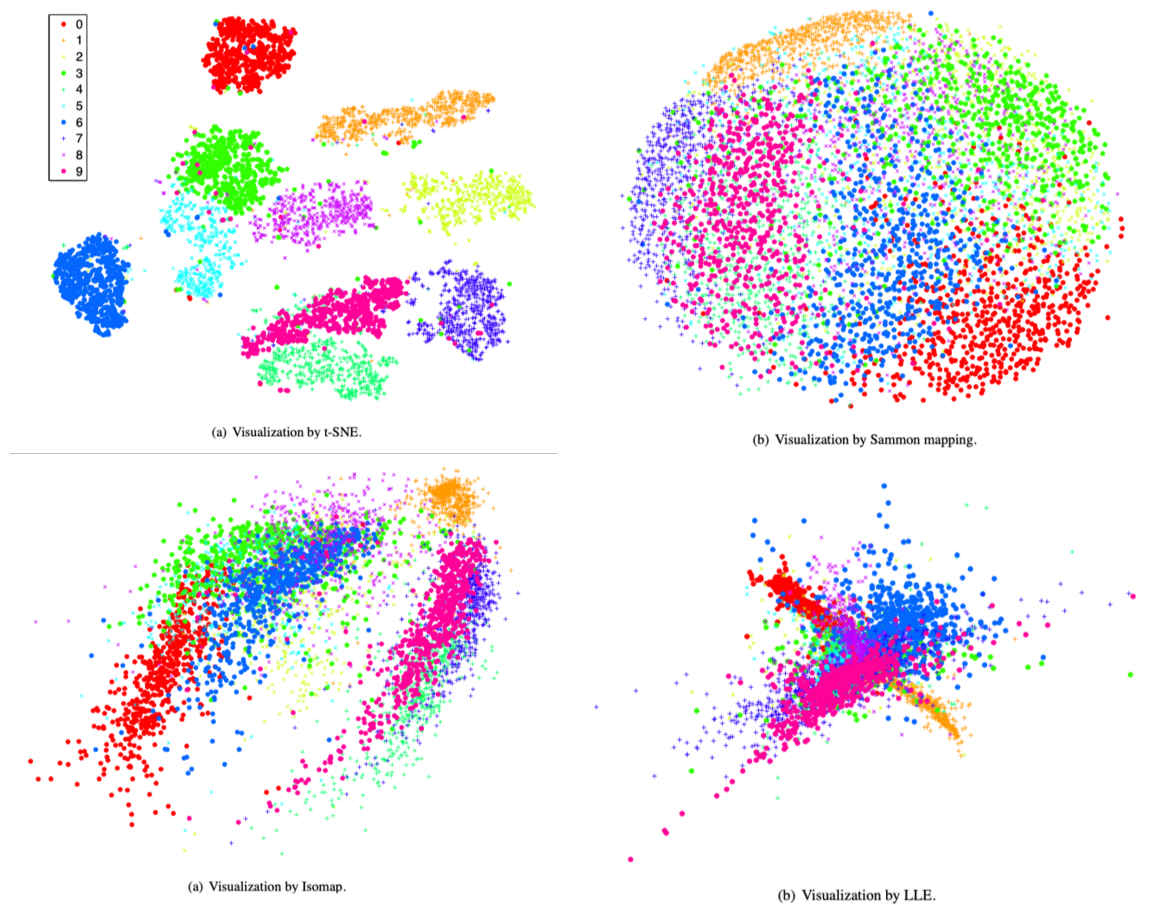 0
1
2
3
4
5
6
7
8
9
(a) Visualization by t-SNE.
(b) Visualization by Sammon mapping.
(a) Visualization by Isomap.
(b) Visualization by LLE.